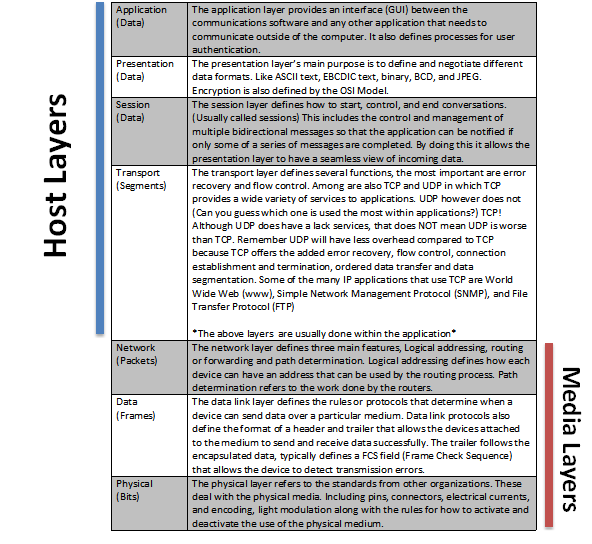 Host Layers
Application
(Data)
The application layer provides an interface (GUI) between the
communications software and any other application that needs to
communicate outside of the computer. It also defines processes for user
authentication.
Presentation
(Data)
The presentation layer's main purpose is to define and negotiate different
data formats. Like ASCII text, EBCDIC text, binary, BCD, and JPEG.
Encryption is also defined by the OSI Model.
Session
(Data)
The session layer defines how to start, control, and end conversations.
(Usually called sessions) This includes the control and management of
multiple bidirectional messages so that the application can be notified if
only some of a series of messages are completed. By doing this it allows the
presentation layer to have a seamless view of incoming data.
Transport
(Segments)
The transport layer defines several functions, the most important are error
recovery and flow control. Among are also TCP and UDP in which TCP
provides a wide variety of services to applications. UDP however does not
(Can you guess which one is used the most within applications?) TCP!
Although UDP does have a lack services, that does NOT mean UDP is worse
than TCP. Remember UDP will have less overhead compared to TCP
because TCP offers the added error recovery, flow control, connection
establishment and termination, ordered data transfer and data
segmentation. Some of the many IP applications that use TCP are World
Wide Web (www), Simple Network Management Protocol (SNMP), and File
Transfer Protocol (FTP)
*The above layers are usually done within the application*
Network
(Packets)
The network layer defines three main features, Logical addressing, routing
or forwarding and path determination. Logical addressing defines how each
device can have an address that can be used by the routing process. Path
determination refers to the work done by the routers.
Data
(Frames)
The data link layer defines the rules or protocols that determine when a
device can send data over a particular medium. Data link protocols also
define the format of a header and trailer that allows the devices attached
to the medium to send and receive data successfully. The trailer follows the
encapsulated data, typically defines a FCS field (Frame Check Sequence)
that allows the device to detect transmission errors.
Physical
(Bits)
The physical layer refers to the standards from other organizations. These
deal with the physical media. Including pins, connectors, electrical currents,
and encoding, light modulation along with the rules for how to activate and
deactivate the use of the physical medium.
Media Layers